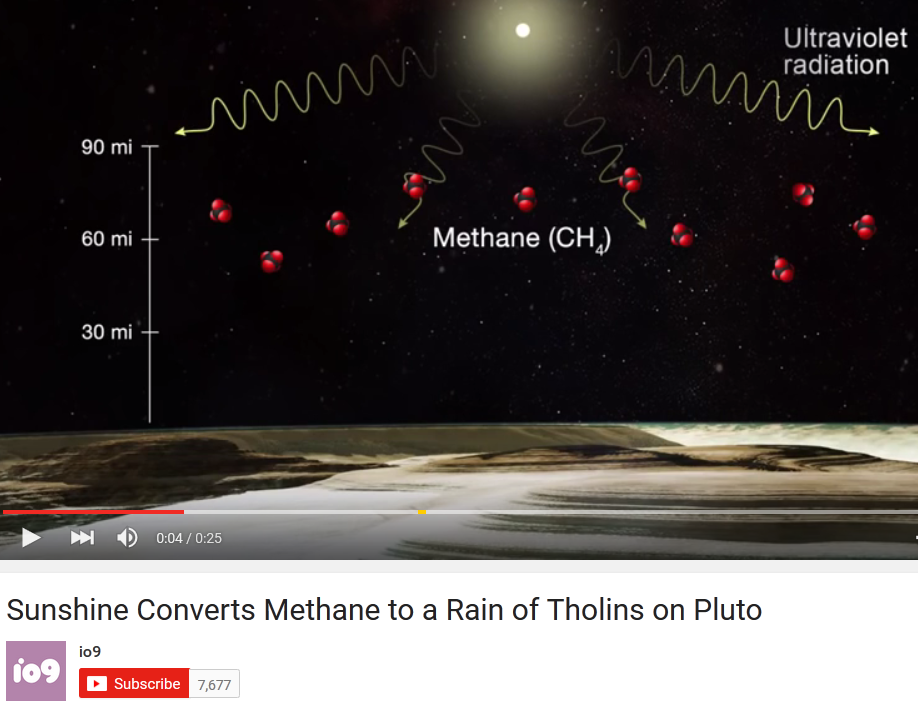 Ultraviolet
radiation
90 mi
60 mi
Methane (CH₄)
30 mi
0:04 / 0:25
Sunshine Converts Methane to a Rain of Tholins on Pluto
io9
io9
Subscribe 7,677